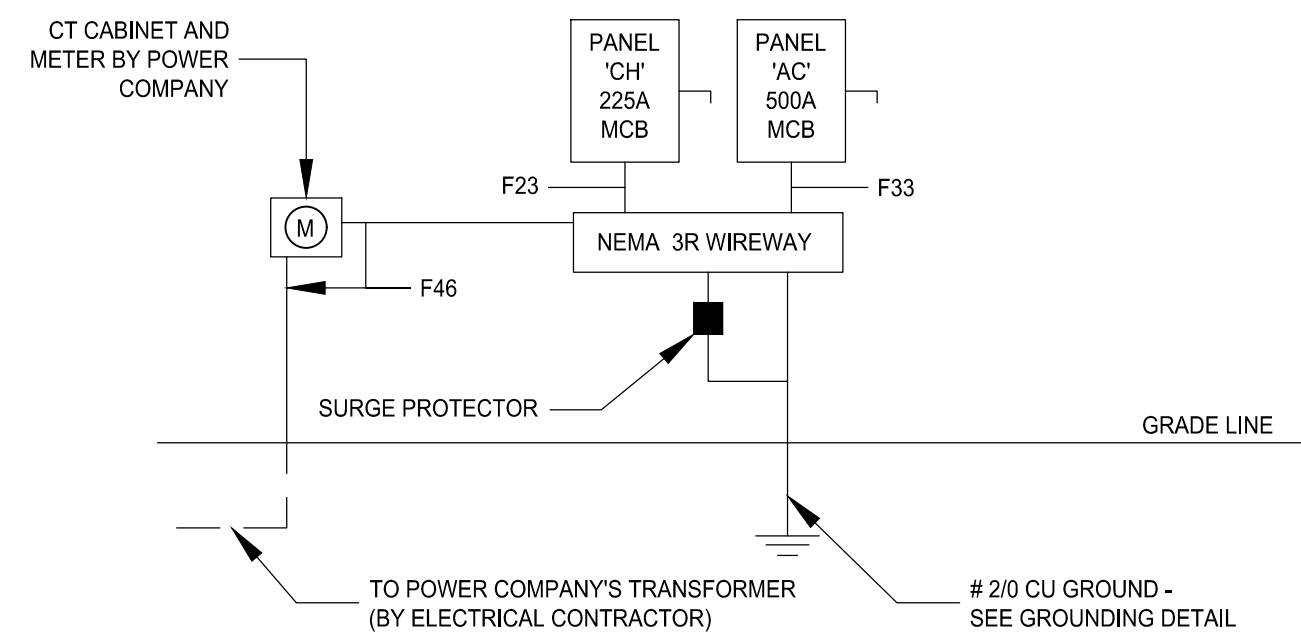 CT CABINET AND
METER BY POWER
COMPANY
PANEL
'CH'
225A
MCB
PANEL
'AC'
500A
MCB
F23
F33
M
NEMA 3R WIREWAY
F46
SURGE PROTECTOR
GRADE LINE
TO POWER COMPANY'S TRANSFORMER
(BY ELECTRICAL CONTRACTOR)
# 2/0 CU GROUND -
SEE GROUNDING DETAIL